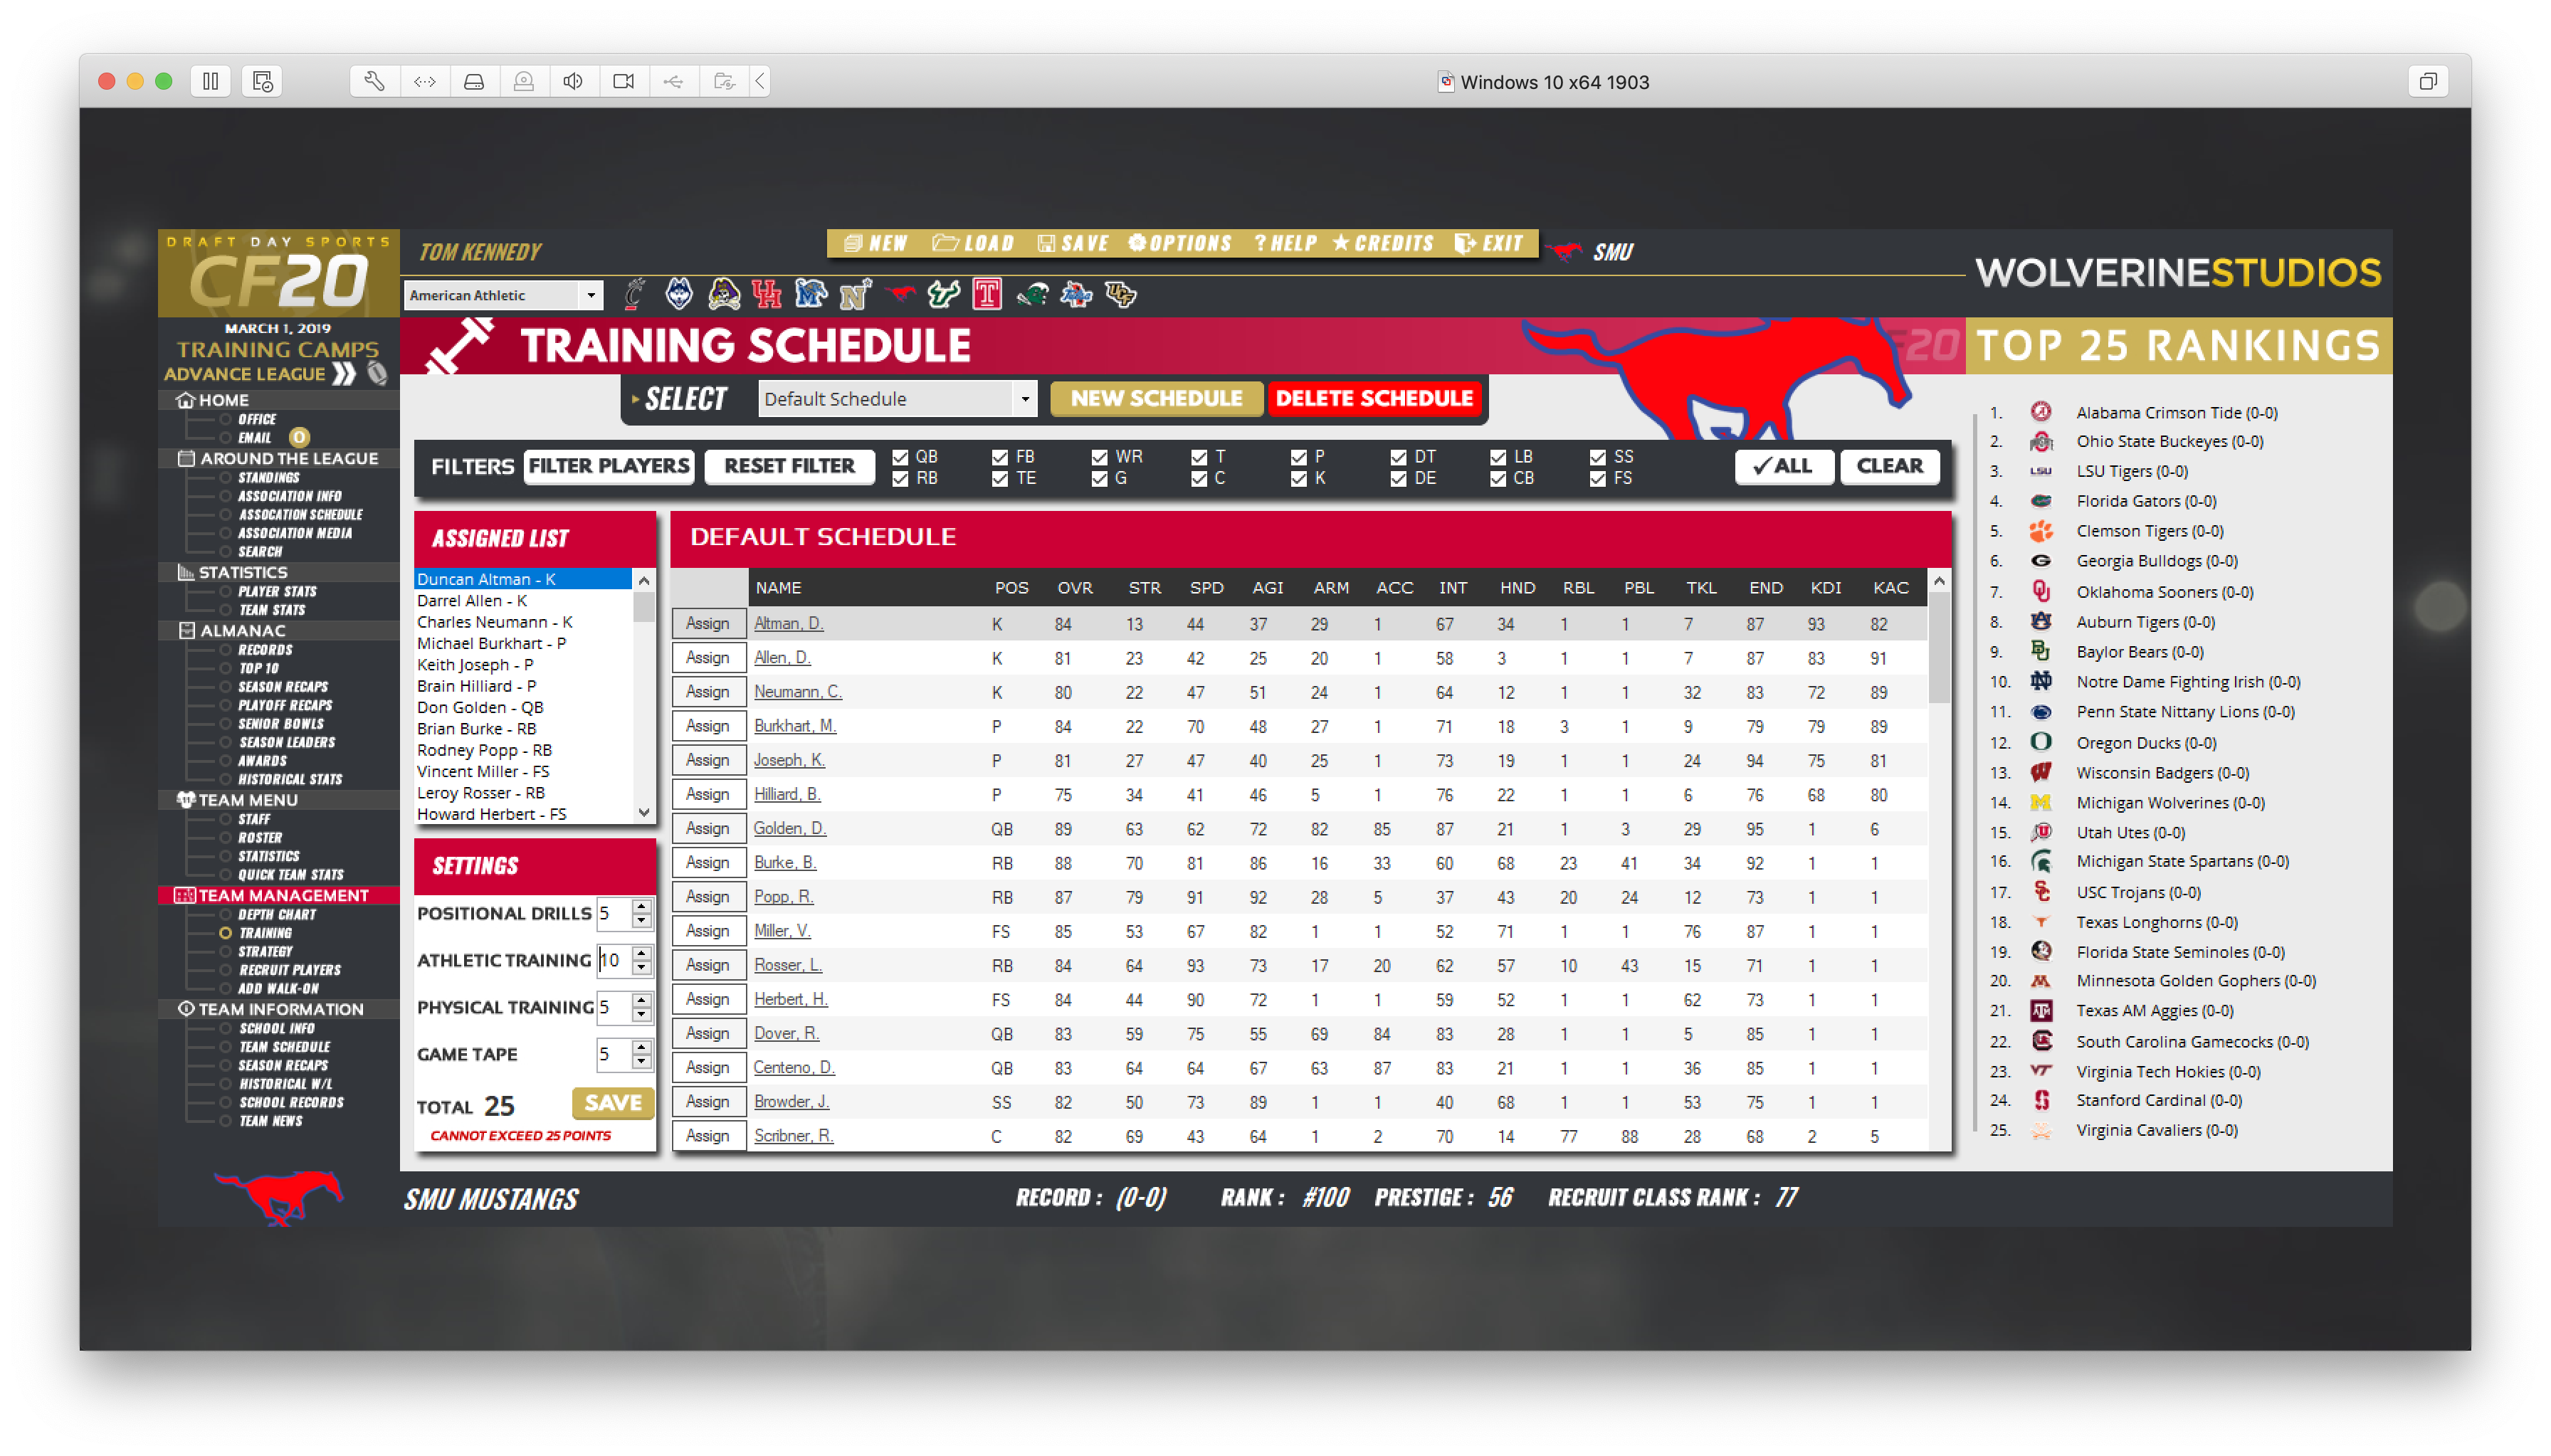 Windows 10 x64 1903
DRAFT DAY SPORTS
CF20
TOM KENNEDY
NEW LOAD SAVE OPTIONS ? HELP CREDITS EXIT
SMU
WOLVERINESTUDIOS
American Athletic
MARCH 1, 2019
TRAINING CAMPS
ADVANCE LEAGUE
TRAINING SCHEDULE
TOP 25 RANKINGS
SELECT Default Schedule NEW SCHEDULE DELETE SCHEDULE
FILTERS FILTER PLAYERS RESET FILTER
QB FB WR T P DT LB SS
RB TE G C K DE CB FS
ALL CLEAR
HOME
OFFICE
EMAIL 0
AROUND THE LEAGUE
STANDINGS
ASSOCIATION INFO
ASSOCATION SCHEDULE
ASSOCIATION MEDIA
SEARCH
STATISTICS
PLAYER STATS
TEAM STATS
ALMANAC
RECORDS
TOP 10
SEASON RECAPS
PLAYOFF RECAPS
SENIOR BOWLS
SEASON LEADERS
AWARDS
HISTORICAL STATS
TEAM MENU
STAFF
ROSTER
STATISTICS
QUICK TEAM STATS
TEAM MANAGEMENT
DEPTH CHART
TRAINING
STRATEGY
RECRUIT PLAYERS
ADD WALK-ON
TEAM INFORMATION
SCHOOL INFO
TEAM SCHEDULE
SEASON RECAPS
HISTORICAL W/L
SCHOOL RECORDS
TEAM NEWS
ASSIGNED LIST
Duncan Altman - K
Darrel Allen - K
Charles Neumann - K
Michael Burkhart - P
Keith Joseph - P
Brain Hilliard - P
Don Golden - QB
Brian Burke - RB
Rodney Popp - RB
Vincent Miller - FS
Leroy Rosser - RB
Howard Herbert - FS
SETTINGS
POSITIONAL DRILLS 5
ATHLETIC TRAINING 10
PHYSICAL TRAINING 5
GAME TAPE 5
TOTAL 25 SAVE
CANNOT EXCEED 25 POINTS
DEFAULT SCHEDULE
NAME POS OVR STR SPD AGI ARM ACC INT HND RBL PBL TKL END KDI KAC
Assign Altman, D. K 84 13 44 37 29 1 67 34 1 1 7 87 93 82
Assign Allen, D. K 81 23 42 25 20 1 58 3 1 1 7 87 83 91
Assign Neumann, C. K 80 22 47 51 24 1 64 12 1 1 32 83 72 89
Assign Burkhart, M. P 84 22 70 48 27 1 71 18 3 1 9 79 79 89
Assign Joseph, K. P 81 27 47 40 25 1 73 19 1 1 24 94 75 81
Assign Hilliard, B. P 75 34 41 46 5 1 76 22 1 1 6 76 68 80
Assign Golden, D. QB 89 63 62 72 82 85 87 21 1 3 29 95 1 6
Assign Burke, B. RB 88 70 81 86 16 33 60 68 23 41 34 92 1 1
Assign Popp, R. RB 87 79 91 92 28 5 37 43 20 24 12 73 1 1
Assign Miller, V. FS 85 53 67 82 1 1 52 71 1 1 76 87 1 1
Assign Rosser, L. RB 84 64 93 73 17 20 62 57 10 43 15 71 1 1
Assign Herbert, H. FS 84 44 90 72 1 1 59 52 1 1 62 73 1 1
Assign Dover, R. QB 83 59 75 55 69 84 83 28 1 1 5 85 1 1
Assign Centeno, D. QB 83 64 64 67 63 87 83 21 1 1 36 85 1 1
Assign Browder, J. SS 82 50 73 89 1 1 40 68 1 1 53 75 1 1
Assign Scribner, R. C 82 69 43 64 1 2 70 14 77 88 28 68 2 5
1. Alabama Crimson Tide (0-0)
2. Ohio State Buckeyes (0-0)
3. LSU LSU Tigers (0-0)
4. Florida Gators (0-0)
5. Clemson Tigers (0-0)
6. Georgia Bulldogs (0-0)
7. Oklahoma Sooners (0-0)
8. Auburn Tigers (0-0)
9. Baylor Bears (0-0)
10. Notre Dame Fighting Irish (0-0)
11. Penn State Nittany Lions (0-0)
12. Oregon Ducks (0-0)
13. Wisconsin Badgers (0-0)
14. Michigan Wolverines (0-0)
15. Utah Utes (0-0)
16. Michigan State Spartans (0-0)
17. USC Trojans (0-0)
18. Texas Longhorns (0-0)
19. Florida State Seminoles (0-0)
20. Minnesota Golden Gophers (0-0)
21. Texas AM Aggies (0-0)
22. South Carolina Gamecocks (0-0)
23. Virginia Tech Hokies (0-0)
24. Stanford Cardinal (0-0)
25. Virginia Cavaliers (0-0)
SMU MUSTANGS
RECORD : (0-0) RANK : #100 PRESTIGE : 56 RECRUIT CLASS RANK : 77